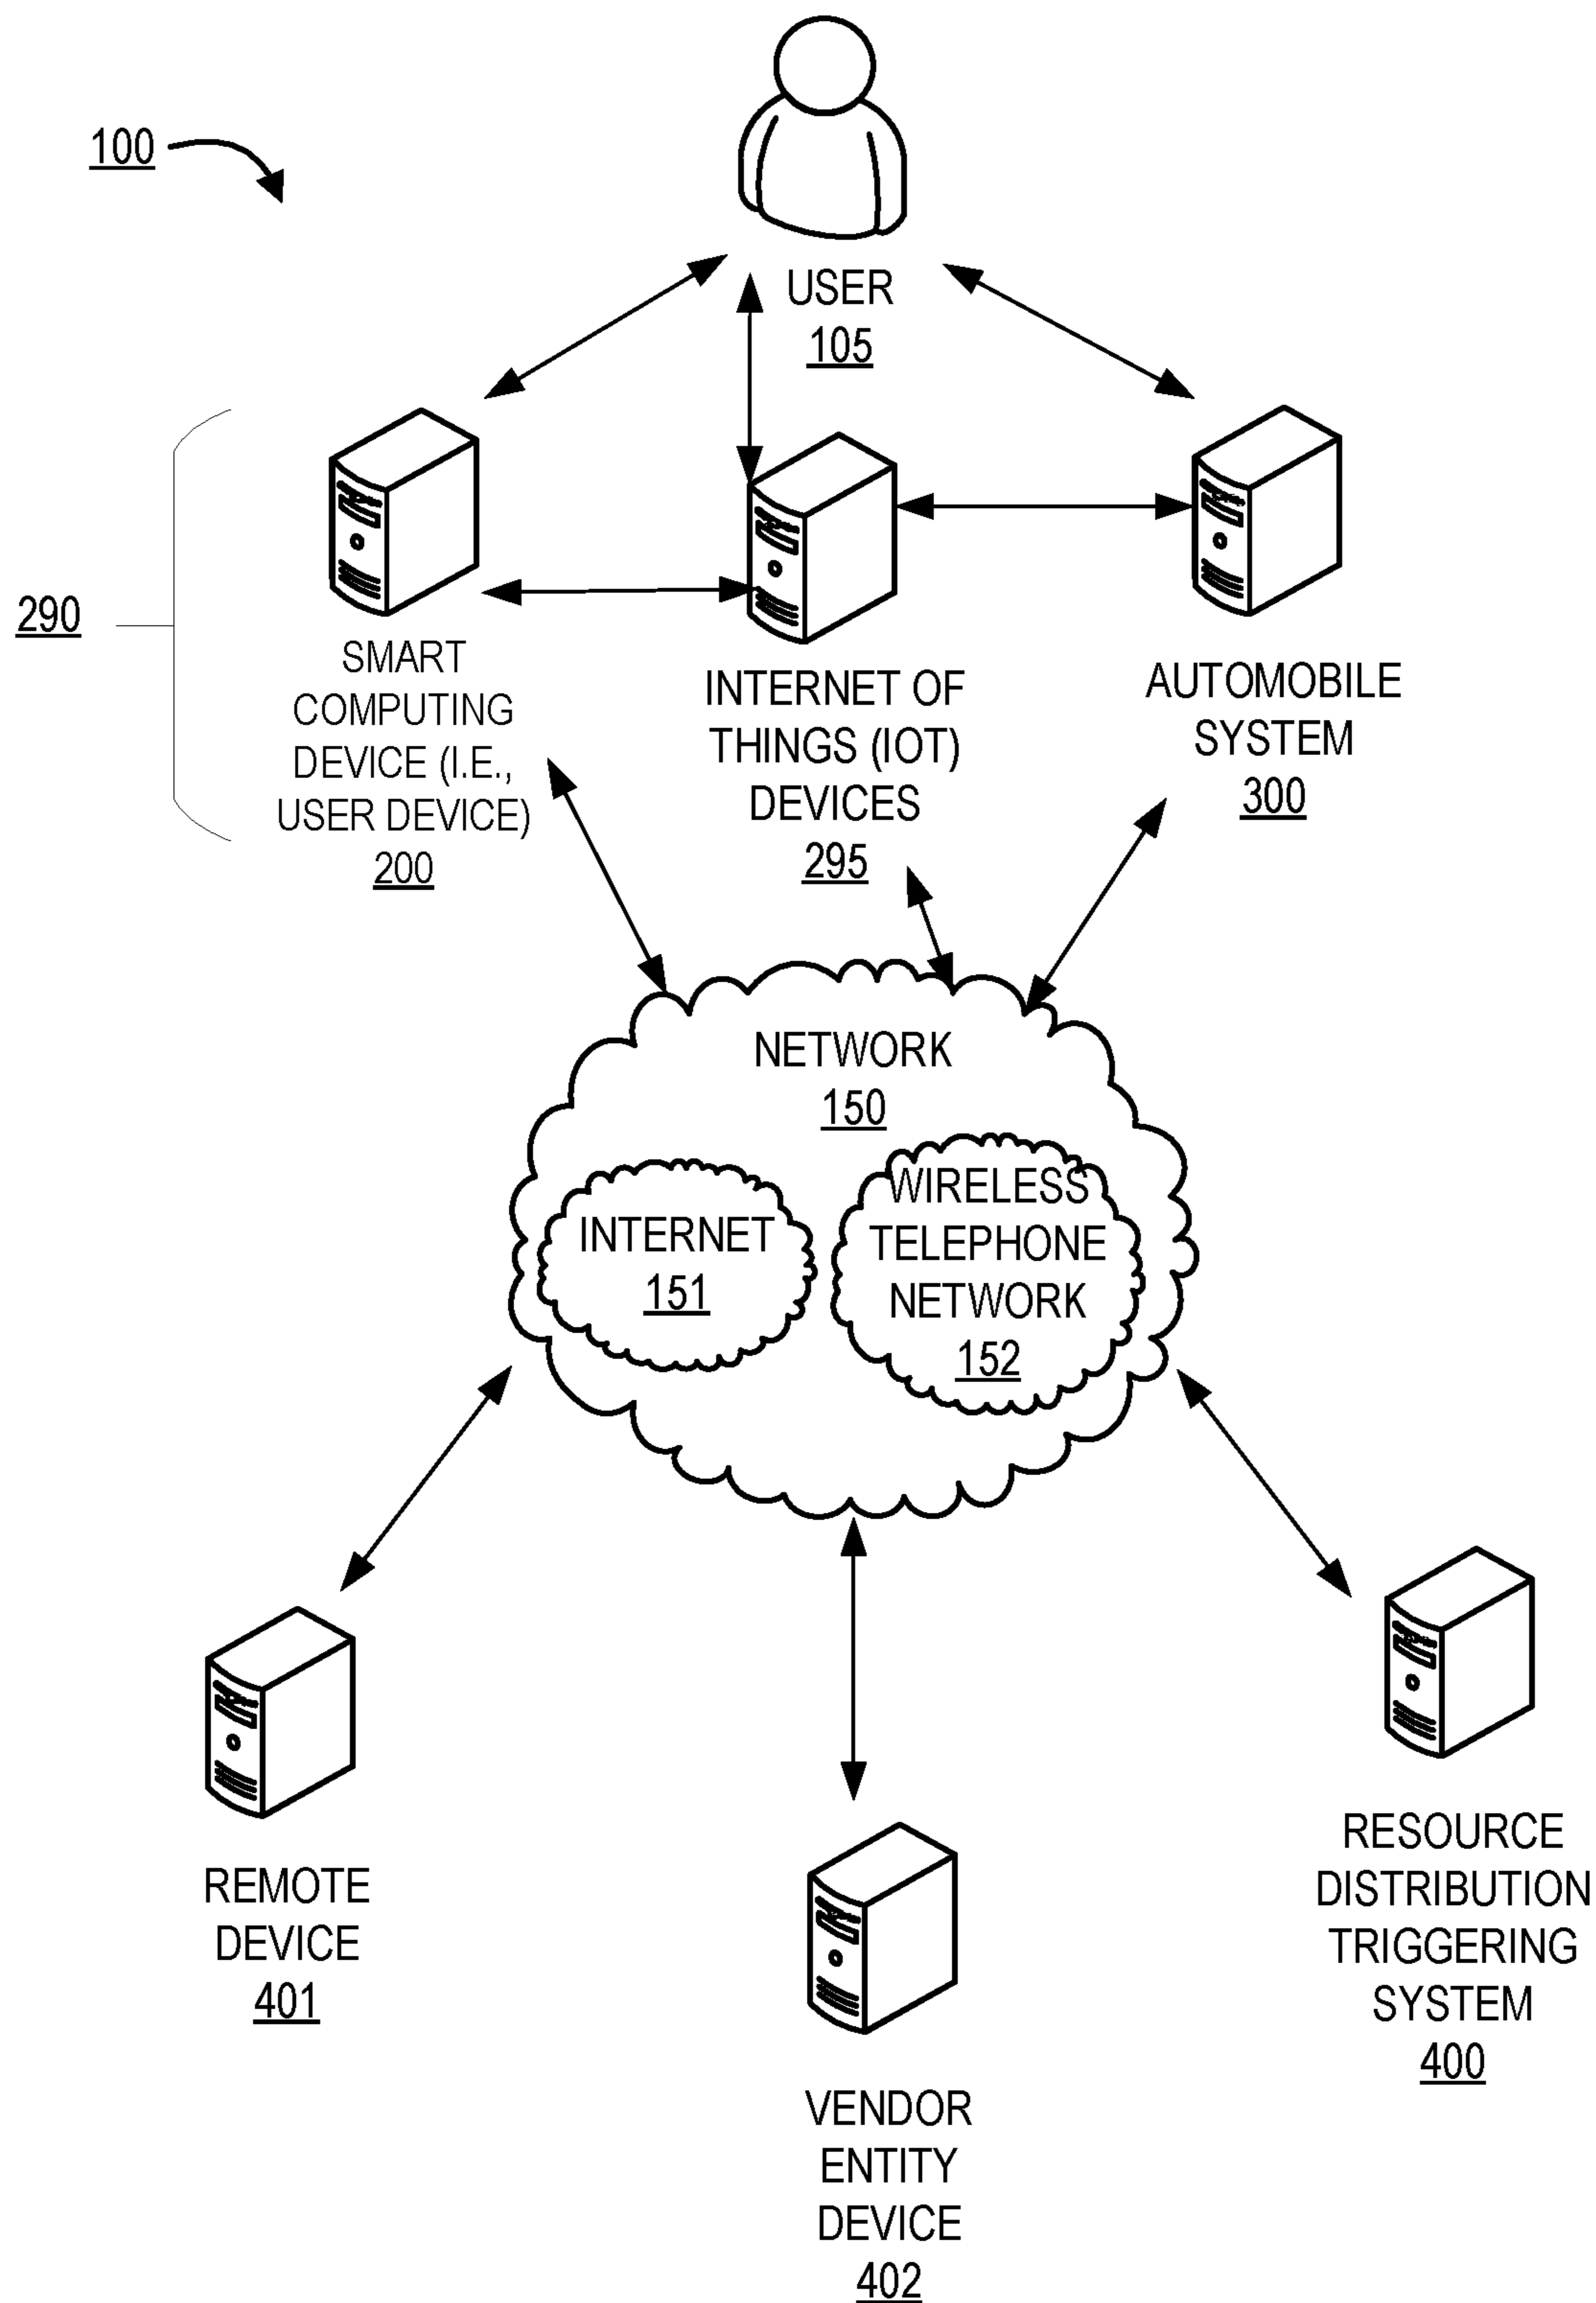 100
USER
105
290
SMART
COMPUTING
DEVICE (I.E.,
USER DEVICE)
200
INTERNET OF
THINGS (IOT)
DEVICES
295
AUTOMOBILE
SYSTEM
300
NETWORK
150
INTERNET
151
WIRELESS
TELEPHONE
NETWORK
152
REMOTE
DEVICE
401
VENDOR
ENTITY
DEVICE
402
RESOURCE
DISTRIBUTION
TRIGGERING
SYSTEM
400